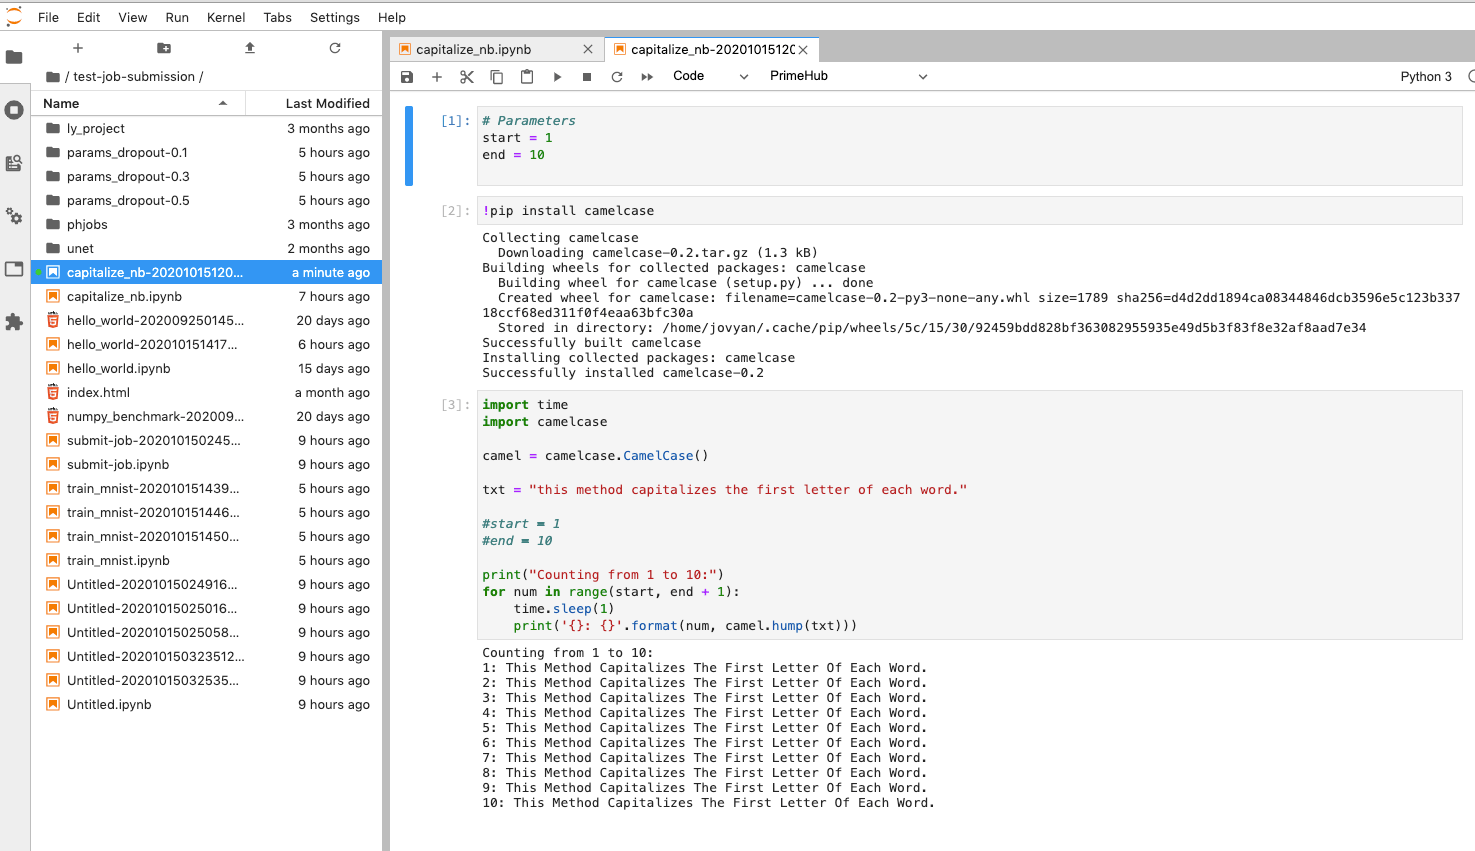 File Edit View Run Kernel Tabs Settings Help
/ test-job-submission /
Name Last Modified
ly_project 3 months ago
params_dropout-0.1 5 hours ago
params_dropout-0.3 5 hours ago
params_dropout-0.5 5 hours ago
phjobs 3 months ago
unet 2 months ago
capitalize_nb-20201015120... a minute ago
capitalize_nb.ipynb 7 hours ago
hello_world-202009250145... 20 days ago
hello_world-202010151417... 6 hours ago
hello_world.ipynb 15 days ago
index.html a month ago
numpy_benchmark-202009... 20 days ago
submit-job-202010150245... 9 hours ago
submit-job.ipynb 9 hours ago
train_mnist-202010151439... 5 hours ago
train_mnist-202010151446... 5 hours ago
train_mnist-202010151450... 5 hours ago
train_mnist.ipynb 5 hours ago
Untitled-20201015024916... 9 hours ago
Untitled-20201015025016... 9 hours ago
Untitled-20201015025058... 9 hours ago
Untitled-202010150323512... 9 hours ago
Untitled-20201015032535... 9 hours ago
Untitled.ipynb 9 hours ago
capitalize_nb.ipynb capitalize_nb-2020101512
Code PrimeHub Python 3
[1]: # Parameters
start = 1
end = 10
[2]: !pip install camelcase
Collecting camelcase
Downloading camelcase-0.2.tar.gz (1.3 kB)
Building wheels for collected packages: camelcase
Building wheel for camelcase (setup.py) ... done
Created wheel for camelcase: filename=camelcase-0.2-py3-none-any.whl size=1789 sha256=d4d2dd1894ca08344846dcb3596e5c123b337
18ccf68ed311f0f4eaa63bfc30a
Stored in directory: /home/jovyan/.cache/pip/wheels/5c/15/30/92459bdd828bf363082955935e49d5b3f83f8e32af8aad7e34
Successfully built camelcase
Installing collected packages: camelcase
Successfully installed camelcase-0.2
[3]: import time
import camelcase
camel = camelcase.CamelCase()
txt = "this method capitalizes the first letter of each word."
#start = 1
#end = 10
print("Counting from 1 to 10:")
for num in range(start, end + 1):
time.sleep(1)
print('{}: {}'.format(num, camel.hump(txt)))
Counting from 1 to 10:
1: This Method Capitalizes The First Letter Of Each Word.
2: This Method Capitalizes The First Letter Of Each Word.
3: This Method Capitalizes The First Letter Of Each Word.
4: This Method Capitalizes The First Letter Of Each Word.
5: This Method Capitalizes The First Letter Of Each Word.
6: This Method Capitalizes The First Letter Of Each Word.
7: This Method Capitalizes The First Letter Of Each Word.
8: This Method Capitalizes The First Letter Of Each Word.
9: This Method Capitalizes The First Letter Of Each Word.
10: This Method Capitalizes The First Letter Of Each Word.